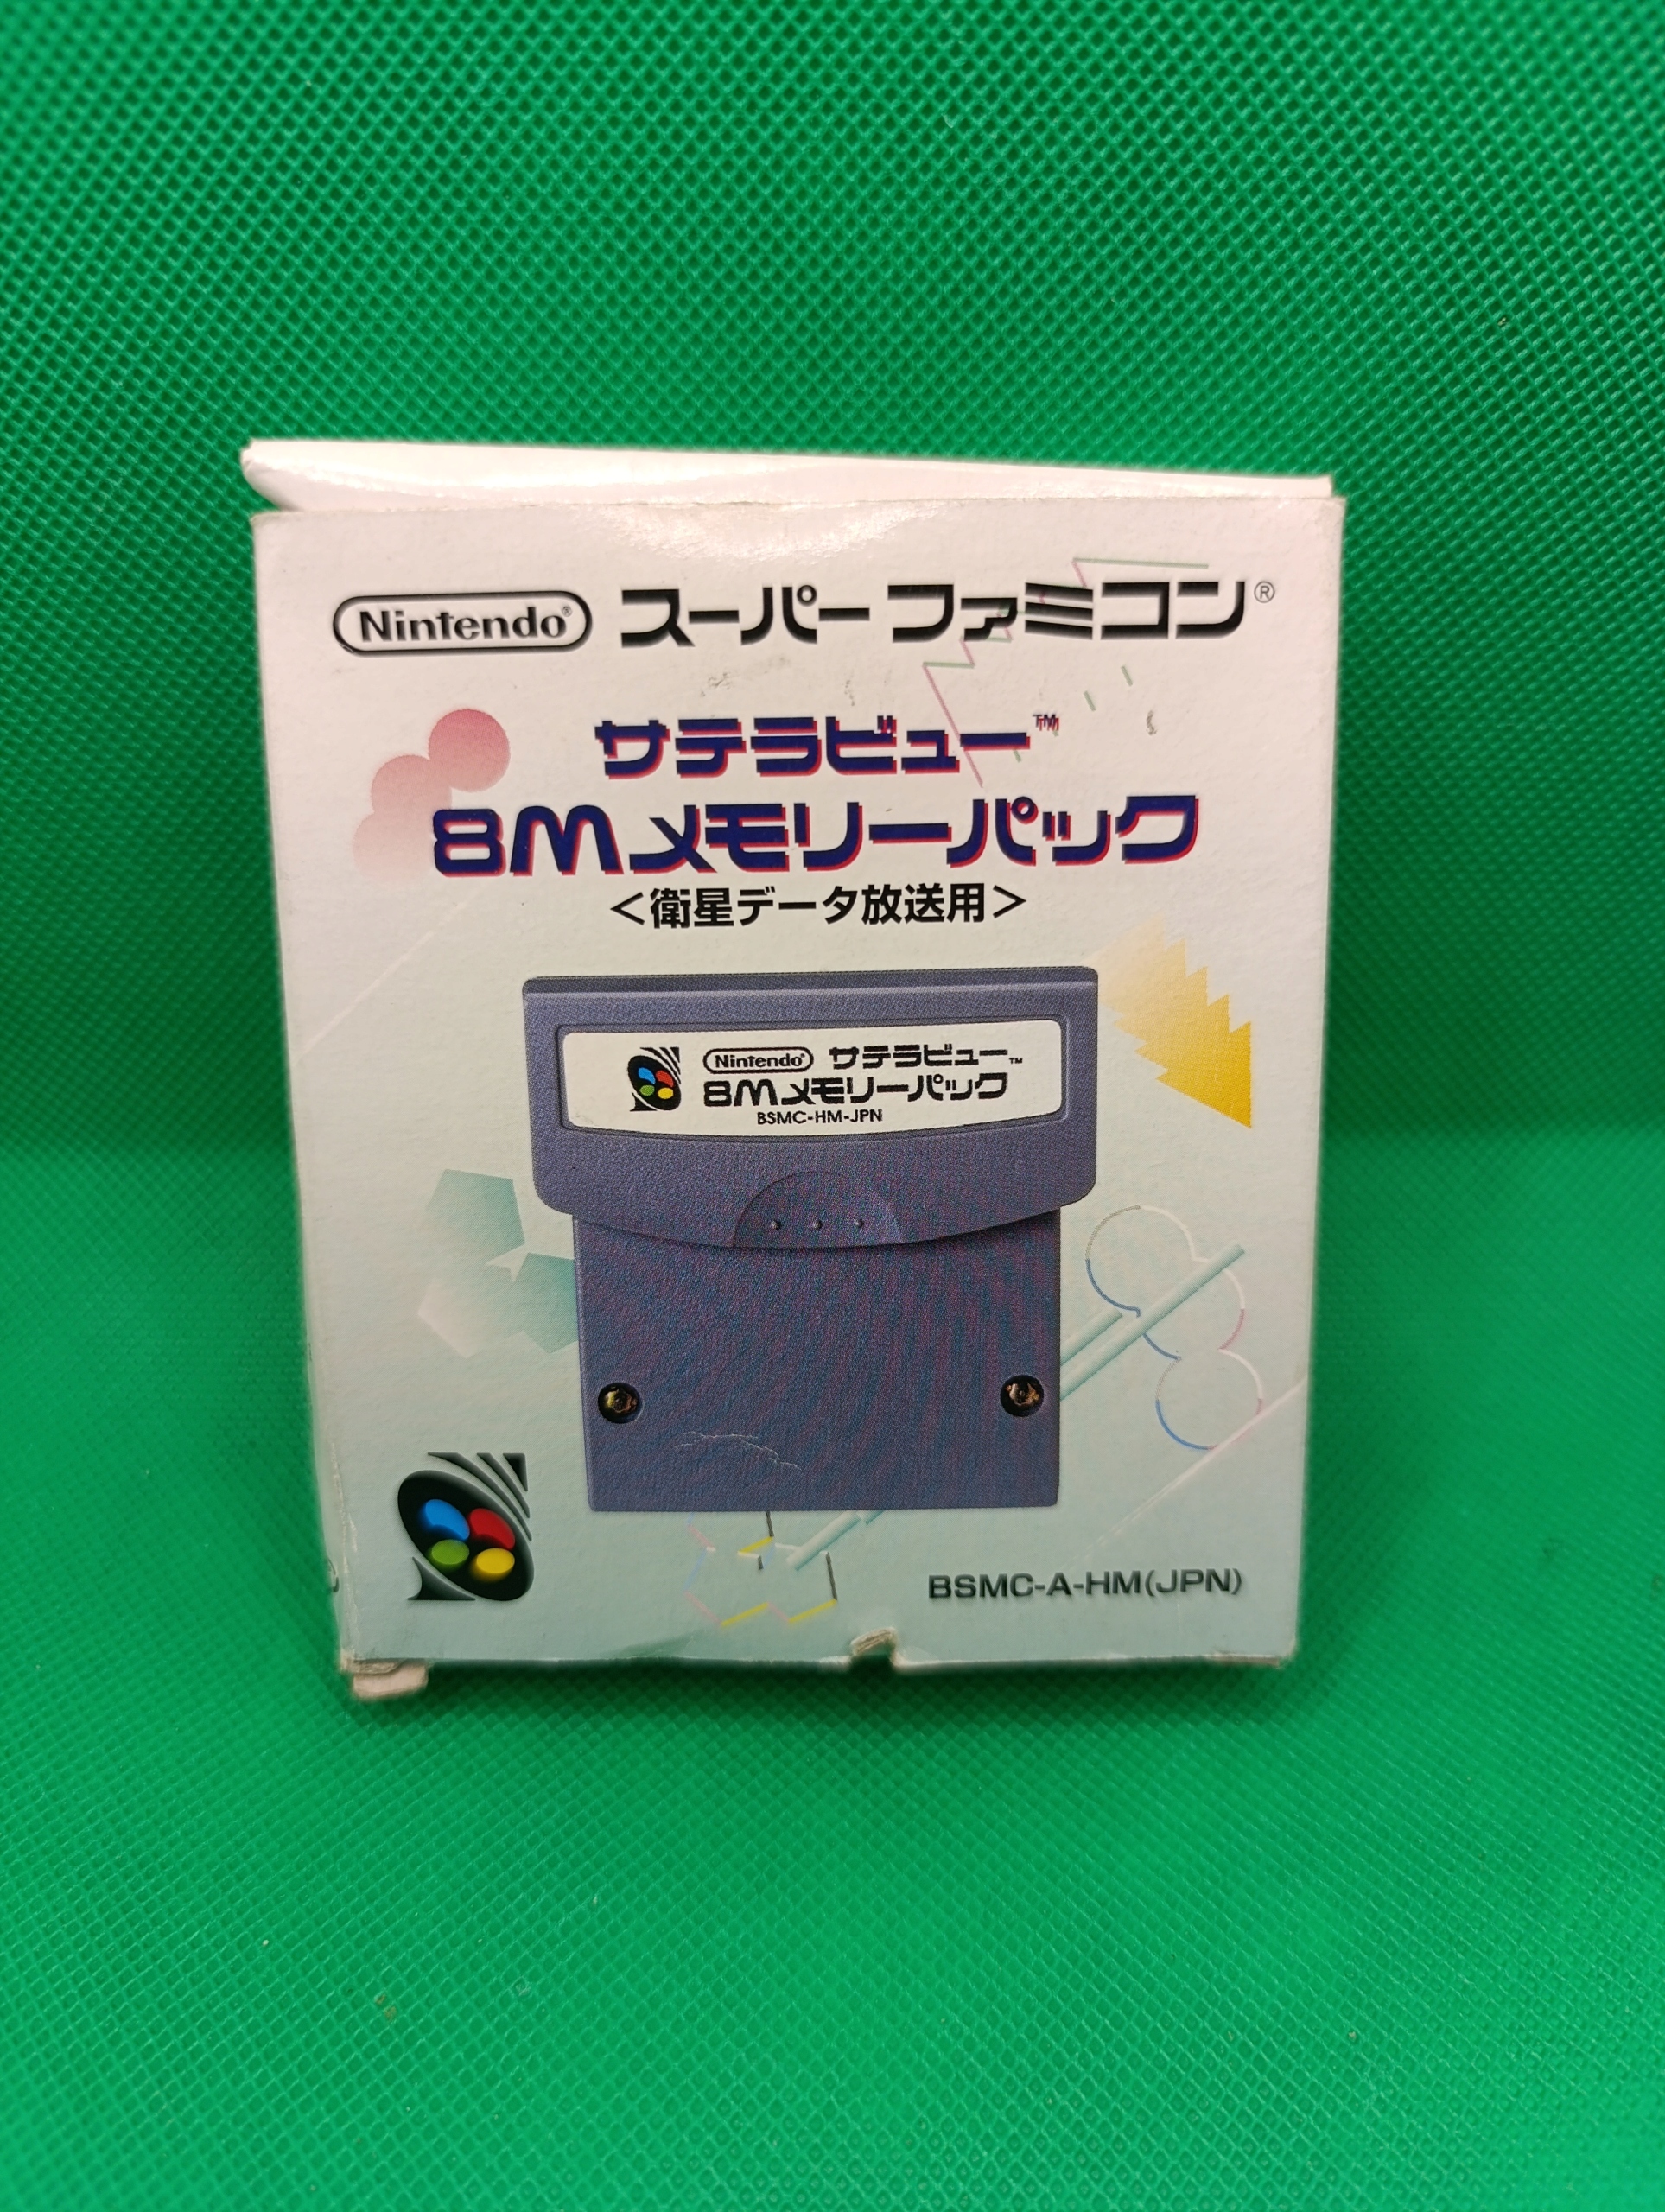 Nintendo® スーパーファミコン®
サテラビュー™
8Mメモリーパック
＜衛星データ放送用＞
Nintendo® サテラビュー™
8Mメモリーパック
BSMC-HM-JPN
BSMC-A-HM(JPN)